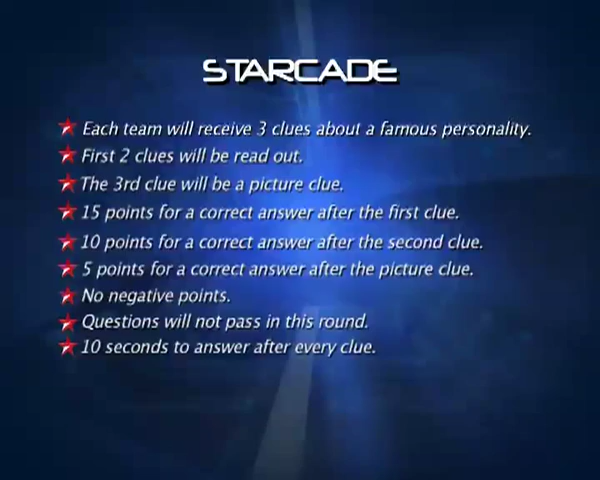 STARCADE
Each team will receive 3 clues about a famous personality.
First 2 clues will be read out.
The 3rd clue will be a picture clue.
15 points for a correct answer after the first clue.
10 points for a correct answer after the second clue.
5 points for a correct answer after the picture clue.
No negative points.
Questions will not pass in this round.
10 seconds to answer after every clue.